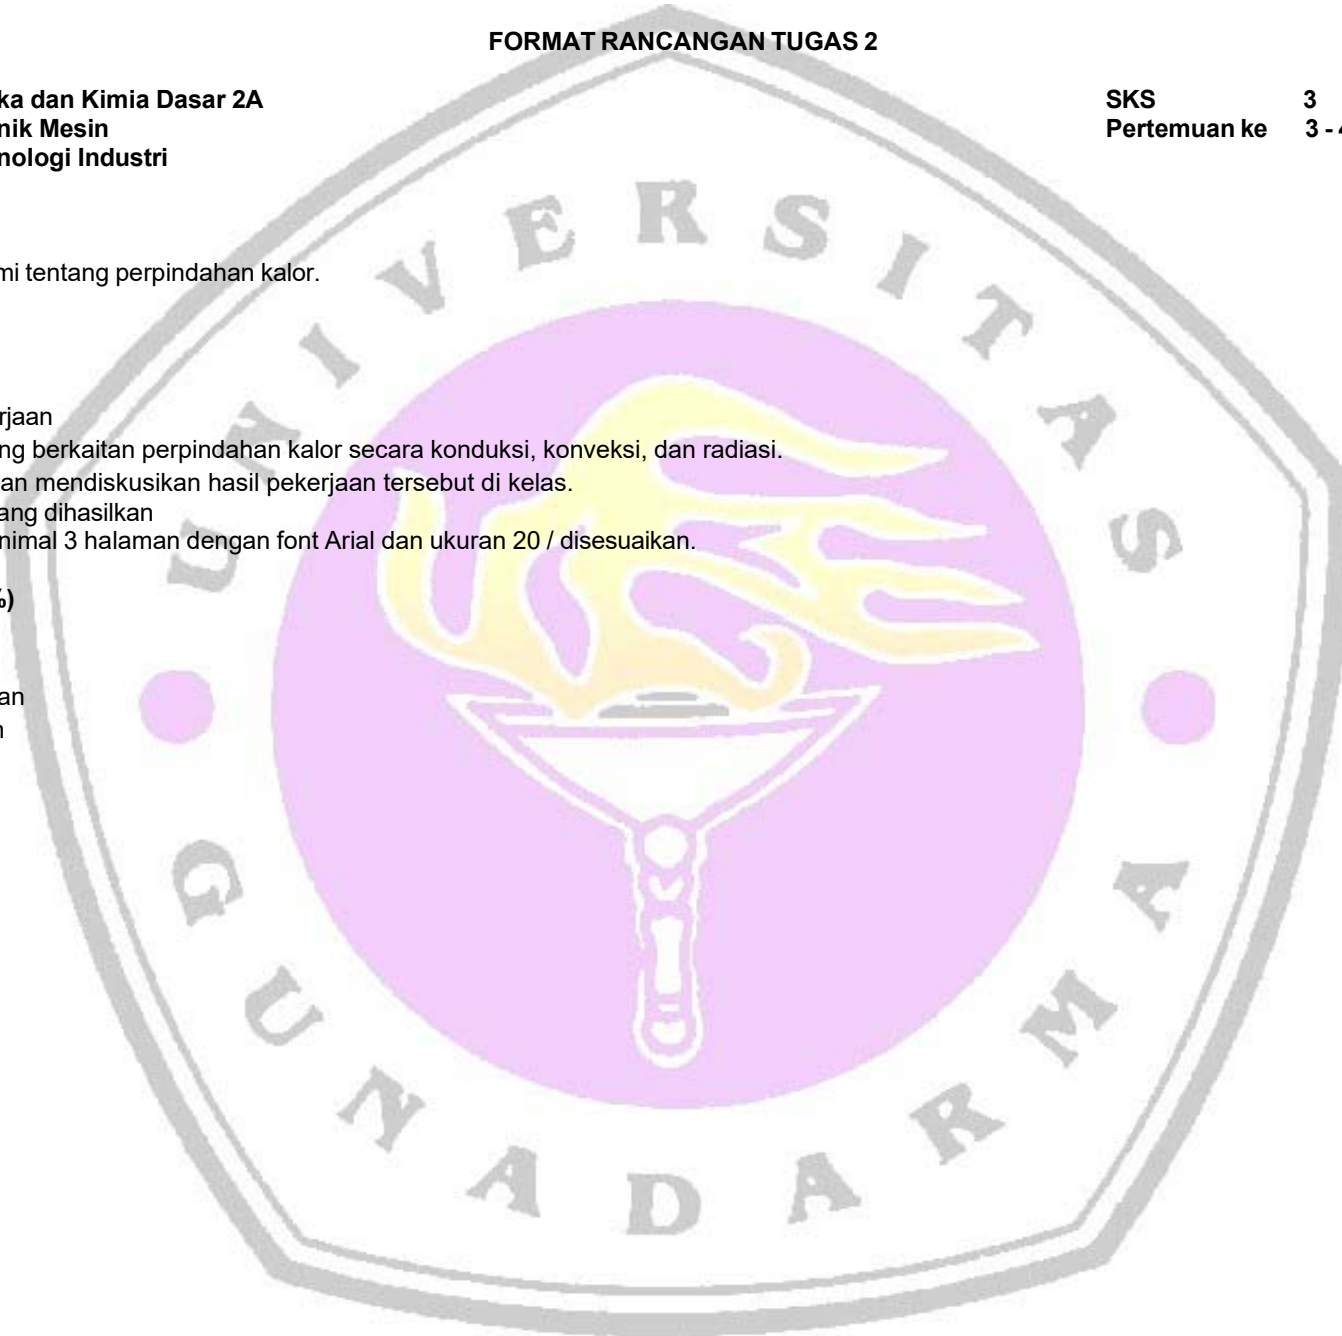 FORMAT RANCANGAN TUGAS 2
ka dan Kimia Dasar 2A SKS 3
nik Mesin Pertemuan ke 3 - 4
nologi Industri
mi tentang perpindahan kalor.
rjaan
ng berkaitan perpindahan kalor secara konduksi, konveksi, dan radiasi.
an mendiskusikan hasil pekerjaan tersebut di kelas.
ang dihasilkan
nimal 3 halaman dengan font Arial dan ukuran 20 / disesuaikan.
%)
an
n
UNIVERSITAS
GUNADARMA